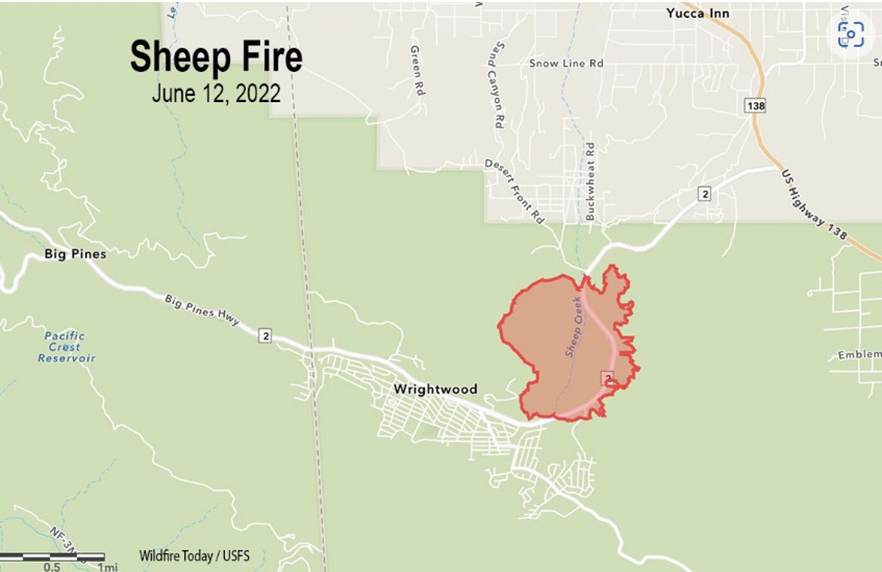 Sheep Fire
June 12, 2022
Yucca Inn
Green Rd
Sand Canyon Rd
Snow Line Rd
138
Desert Front Rd
Buckwheat Rd
2
US Highway 138
Big Pines
Big Pines Hwy
2
Pacific
Crest
Reservoir
Sheep Creek
Wrightwood
2
Emblem
Wildfire Today / USFS
0.5
1mi